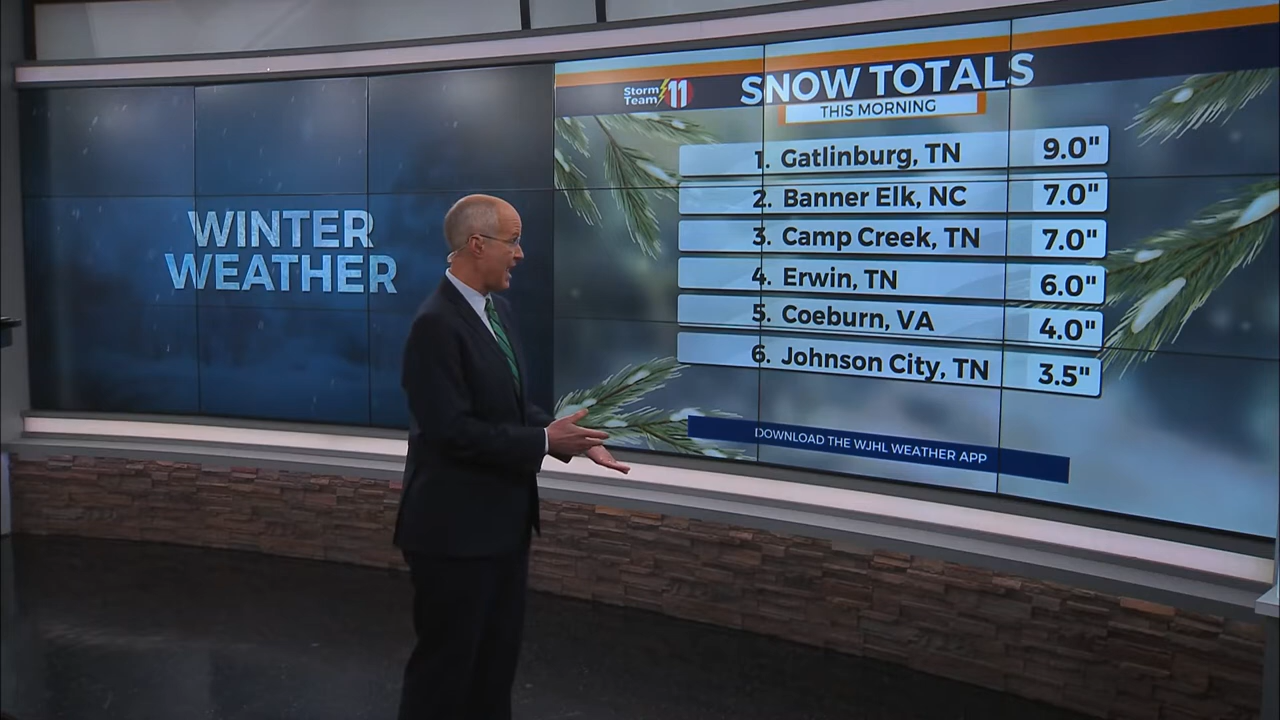 WINTER
WEATHER
Storm
Team 11
SNOW TOTALS
THIS MORNING
1. Gatlinburg, TN 9.0"
2. Banner Elk, NC 7.0"
3. Camp Creek, TN 7.0"
4. Erwin, TN 6.0"
5. Coeburn, VA 4.0"
6. Johnson City, TN 3.5"
DOWNLOAD THE WJHL WEATHER APP